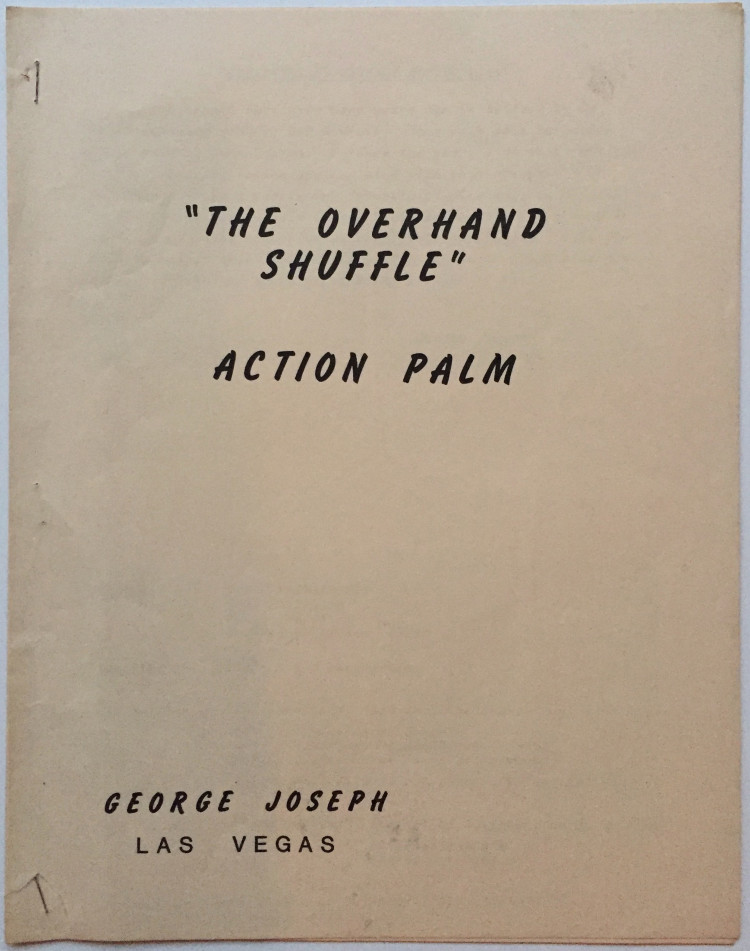 "THE OVERHAND
SHUFFLE"
ACTION PALM
GEORGE JOSEPH
LAS VEGAS